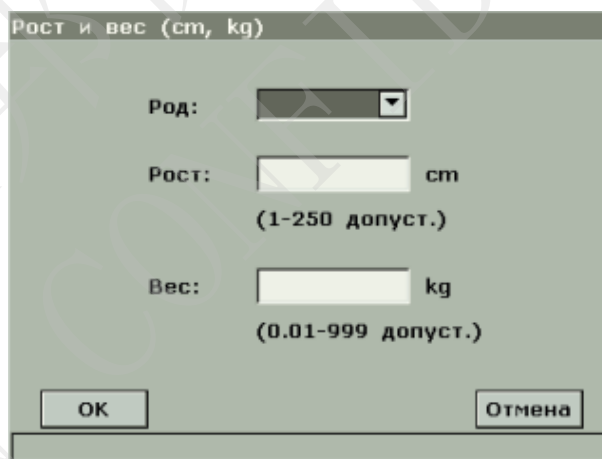 Рост и вес (cm, kg)
Род:
Рост: cm
(1-250 допуст.)
Вес: kg
(0.01-999 допуст.)
OK Отмена